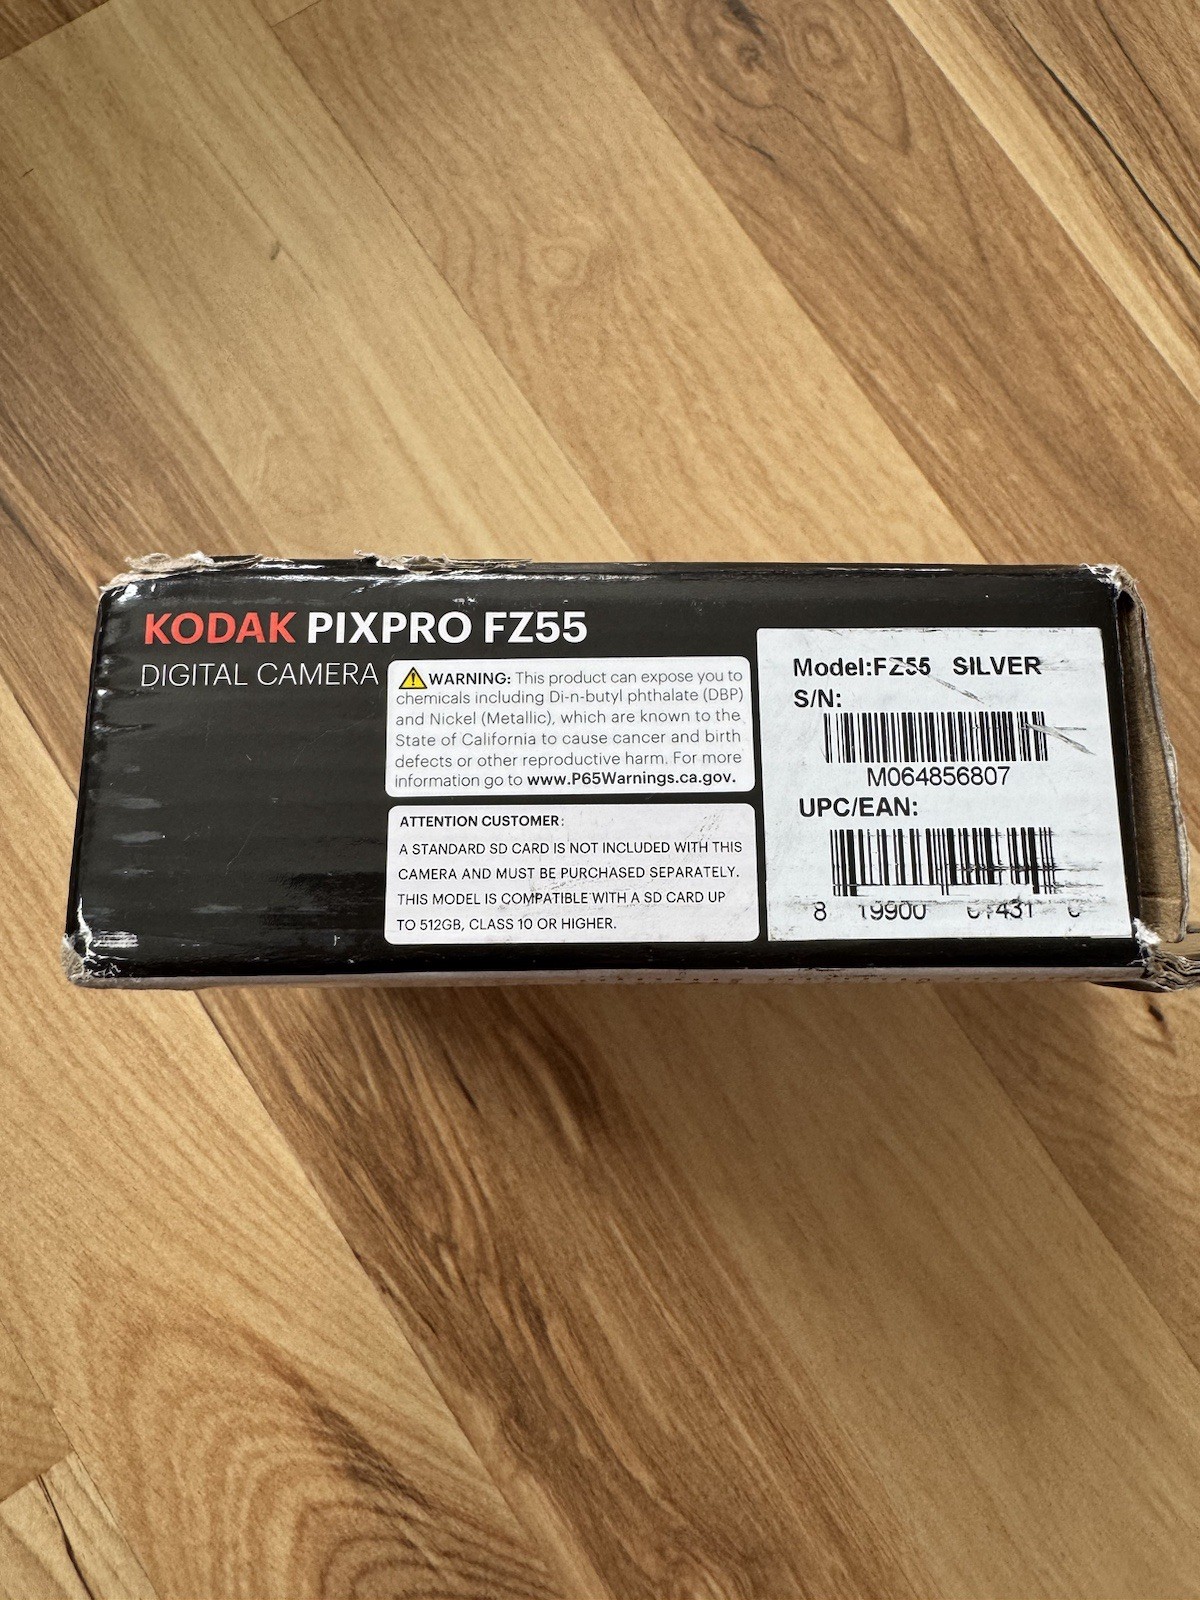 KODAK PIXPRO FZ55
DIGITAL CAMERA
WARNING: This product can expose you to
chemicals including Di-n-butyl phthalate (DBP)
and Nickel (Metallic), which are known to the
State of California to cause cancer and birth
defects or other reproductive harm. For more
information go to www.P65Warnings.ca.gov.
ATTENTION CUSTOMER:
A STANDARD SD CARD IS NOT INCLUDED WITH THIS
CAMERA AND MUST BE PURCHASED SEPARATELY.
THIS MODEL IS COMPATIBLE WITH A SD CARD UP
TO 512GB, CLASS 10 OR HIGHER.
Model:FZ55 SILVER
S/N:
M064856807
UPC/EAN:
8 19900